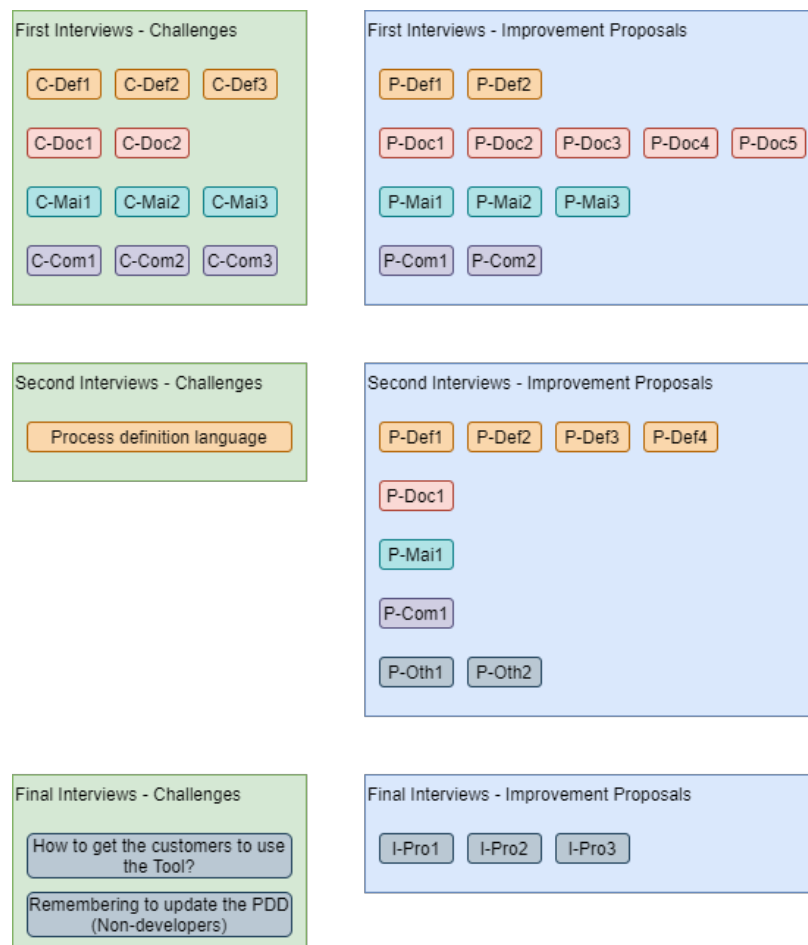 First Interviews - Challenges
C-Def1 C-Def2 C-Def3
C-Doc1 C-Doc2
C-Mai1 C-Mai2 C-Mai3
C-Com1 C-Com2 C-Com3
First Interviews - Improvement Proposals
P-Def1 P-Def2
P-Doc1 P-Doc2 P-Doc3 P-Doc4 P-Doc5
P-Mai1 P-Mai2 P-Mai3
P-Com1 P-Com2
Second Interviews - Challenges
Process definition language
Second Interviews - Improvement Proposals
P-Def1 P-Def2 P-Def3 P-Def4
P-Doc1
P-Mai1
P-Com1
P-Oth1 P-Oth2
Final Interviews - Challenges
How to get the customers to use
the Tool?
Remembering to update the PDD
(Non-developers)
Final Interviews - Improvement Proposals
I-Pro1 I-Pro2 I-Pro3